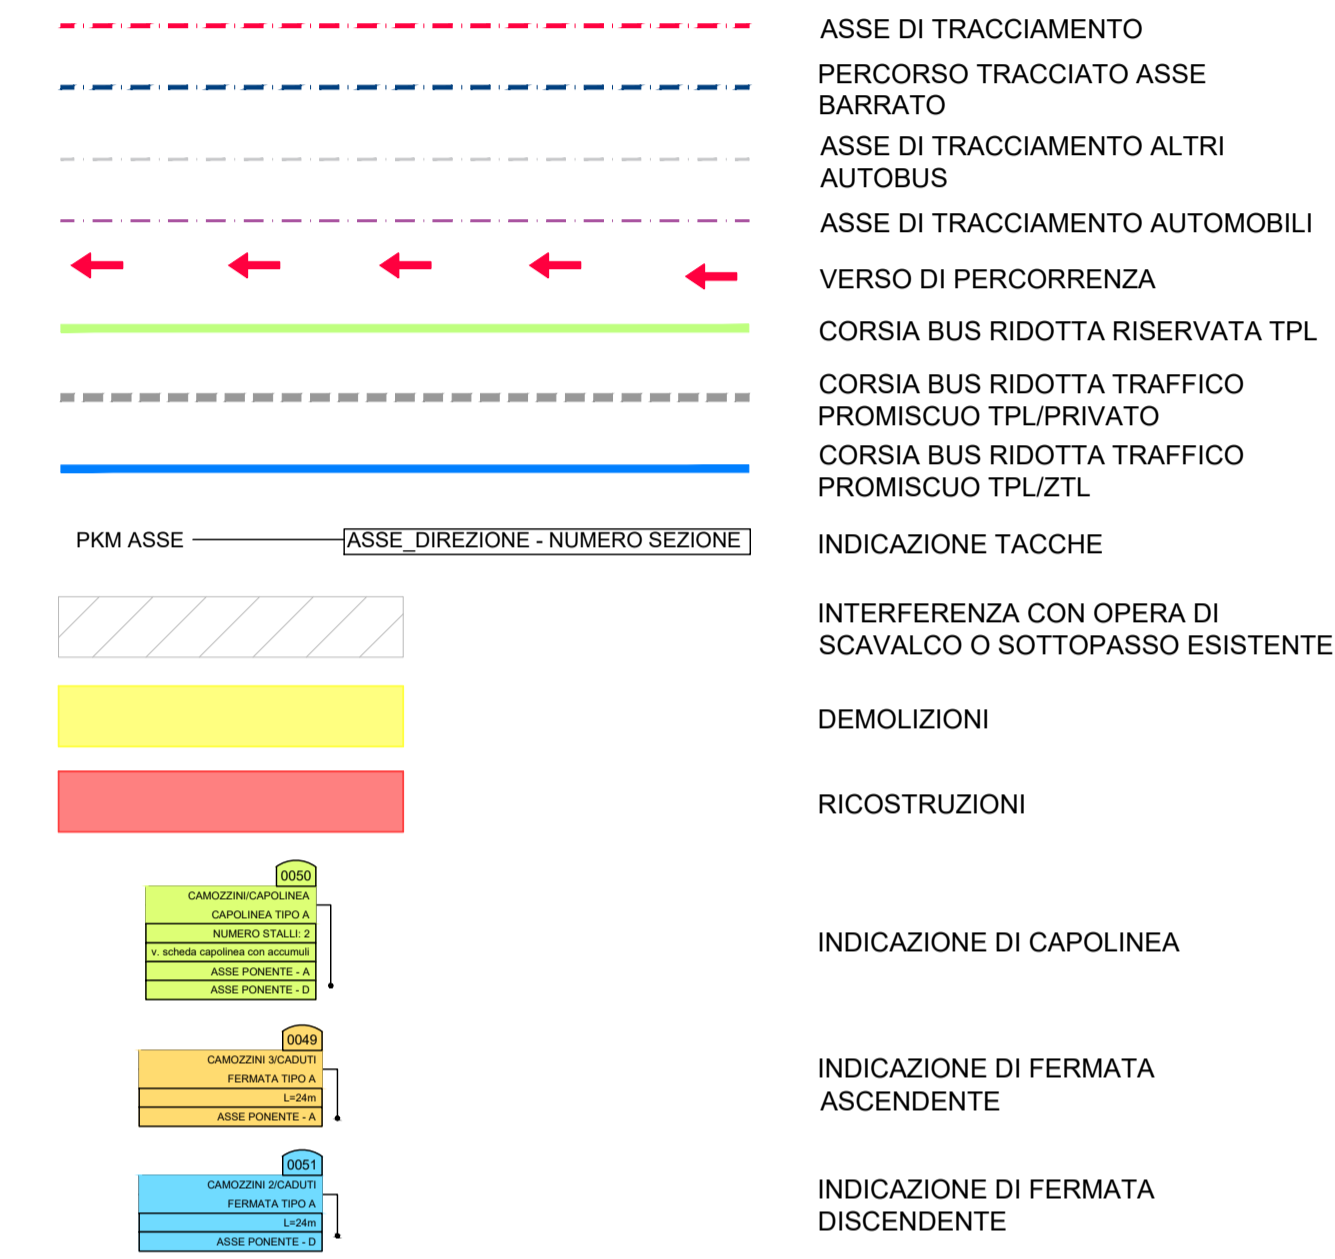 ASSE DI TRACCIAMENTO
PERCORSO TRACCIATO ASSE
BARRATO
ASSE DI TRACCIAMENTO ALTRI
AUTOBUS
ASSE DI TRACCIAMENTO AUTOMOBILI
VERSO DI PERCORRENZA
CORSIA BUS RIDOTTA RISERVATA TPL
CORSIA BUS RIDOTTA TRAFFICO
PROMISCUO TPL/PRIVATO
CORSIA BUS RIDOTTA TRAFFICO
PROMISCUO TPL/ZTL
PKM ASSE
ASSE_DIREZIONE - NUMERO SEZIONE
INDICAZIONE TACCHE
INTERFERENZA CON OPERA DI
SCAVALCO O SOTTOPASSO ESISTENTE
DEMOLIZIONI
RICOSTRUZIONI
0050
CAMOZZINI/CAPOLINEA
CAPOLINEA TIPO A
NUMERO STALLI: 2
v. scheda capolinea con accumuli
ASSE PONENTE - A
ASSE PONENTE - D
INDICAZIONE DI CAPOLINEA
0049
CAMOZZINI 3/CADUTI
FERMATA TIPO A
L=24m
ASSE PONENTE - A
INDICAZIONE DI FERMATA
ASCENDENTE
0051
CAMOZZINI 2/CADUTI
FERMATA TIPO A
L=24m
ASSE PONENTE - D
INDICAZIONE DI FERMATA
DISCENDENTE